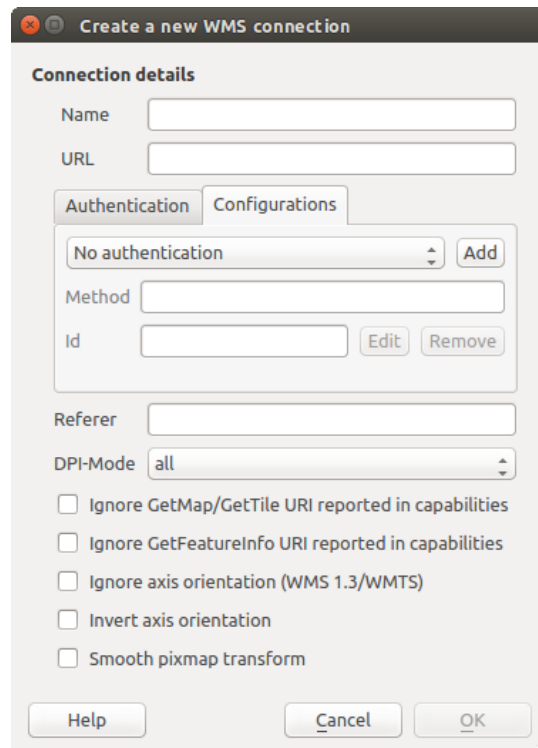 Create a new WMS connection
Connection details
Name
URL
Authentication Configurations
No authentication Add
Method
Id Edit Remove
Referer
DPI-Mode all
Ignore GetMap/GetTile URI reported in capabilities
Ignore GetFeatureInfo URI reported in capabilities
Ignore axis orientation (WMS 1.3/WMTS)
Invert axis orientation
Smooth pixmap transform
Help Cancel OK